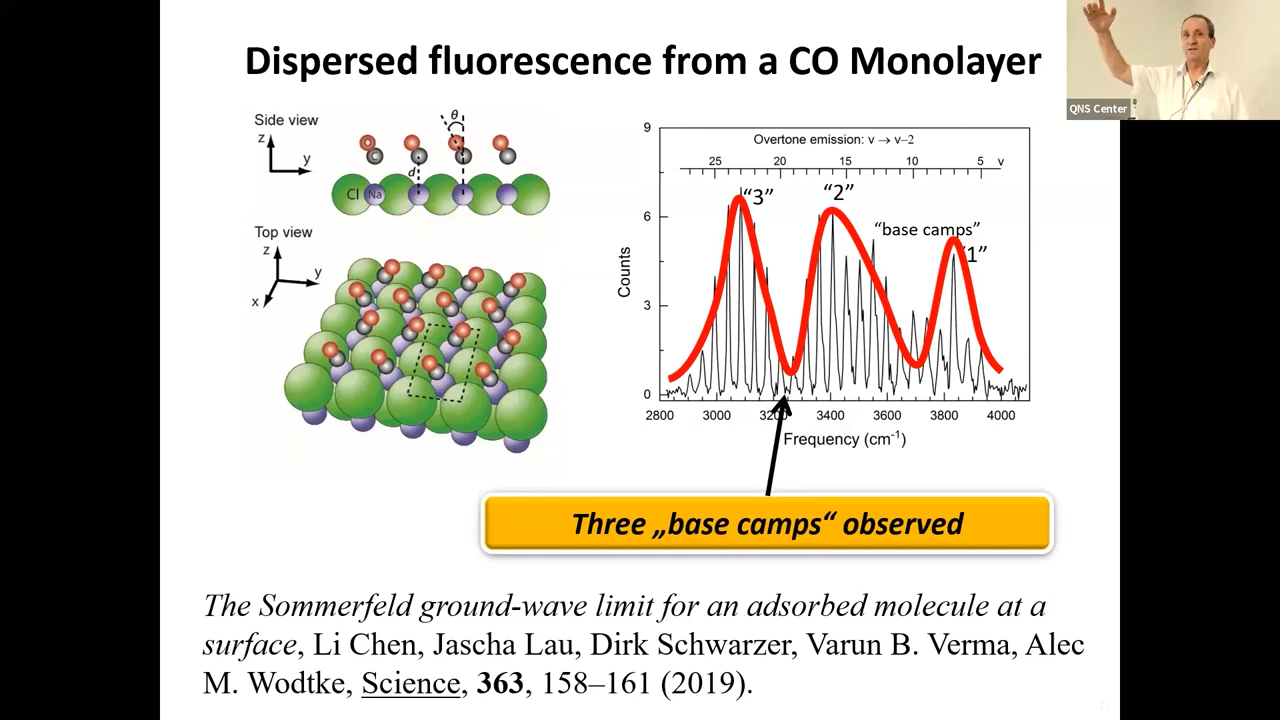 Dispersed fluorescence from a CO Monolayer
QNS Center
Side view
z
y
θ
d
Cl
Na
Top view
z
y
x
9
6
3
0
Counts
Overtone emission: v → v–2
25 20 15 10 5 v
"3"
"2"
"base camps"
"1"
2800 3000 3200 3400 3600 3800 4000
Frequency (cm⁻¹)
Three „base camps“ observed
The Sommerfeld ground-wave limit for an adsorbed molecule at a
surface, Li Chen, Jascha Lau, Dirk Schwarzer, Varun B. Verma, Alec
M. Wodtke, Science, 363, 158–161 (2019).